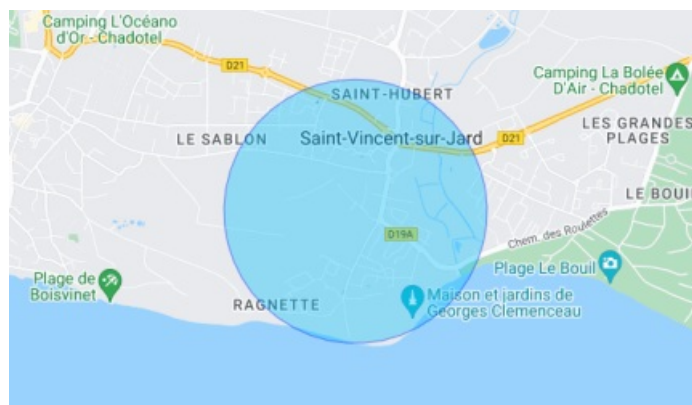 Camping L'Océano
d'Or - Chadotel
D21
SAINT-HUBERT
Camping La Bolée
D'Air - Chadotel
LE SABLON
Saint-Vincent-sur-Jard
D21
LES GRANDES
PLAGES
LE BOUI
D19A
Chem. des Roulettes
Plage Le Bouil
Plage de
Boisvinet
RAGNETTE
Maison et jardins de
Georges Clemenceau